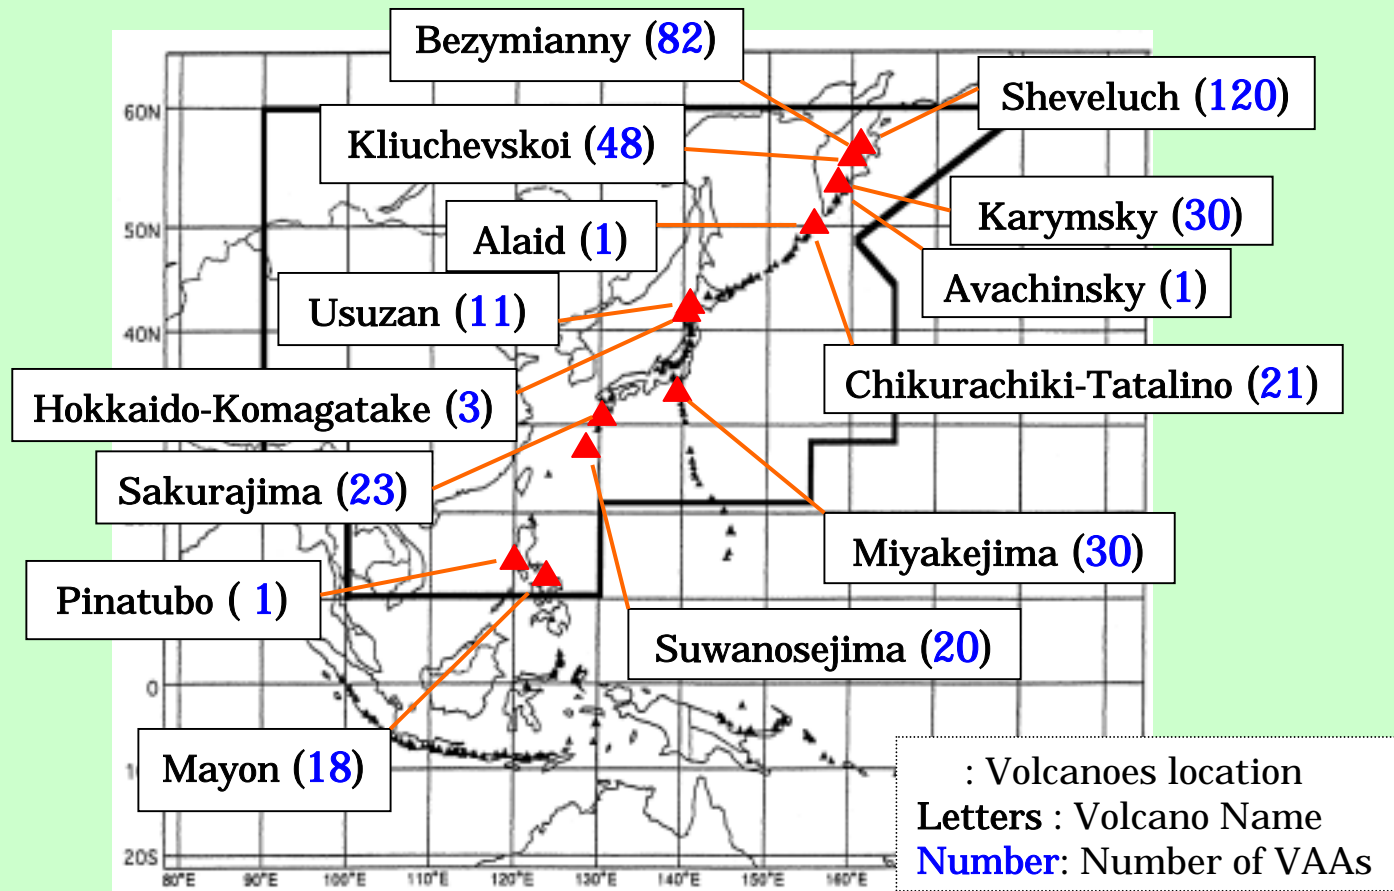 Bezymianny (82)
Sheveluch (120)
60N
Kliuchevskoi (48)
Karymsky (30)
50N
Alaid (1)
Avachinsky (1)
Usuzan (11)
40N
Chikurachiki-Tatalino (21)
Hokkaido-Komagatake (3)
Sakurajima (23)
Miyakejima (30)
Pinatubo ( 1)
Suwanosejima (20)
0
Mayon (18)
: Volcanoes location
Letters : Volcano Name
Number: Number of VAAs
20S
80°E 90°E 100°E 110°E 120°E 130°E 140°E 150°E 160°E